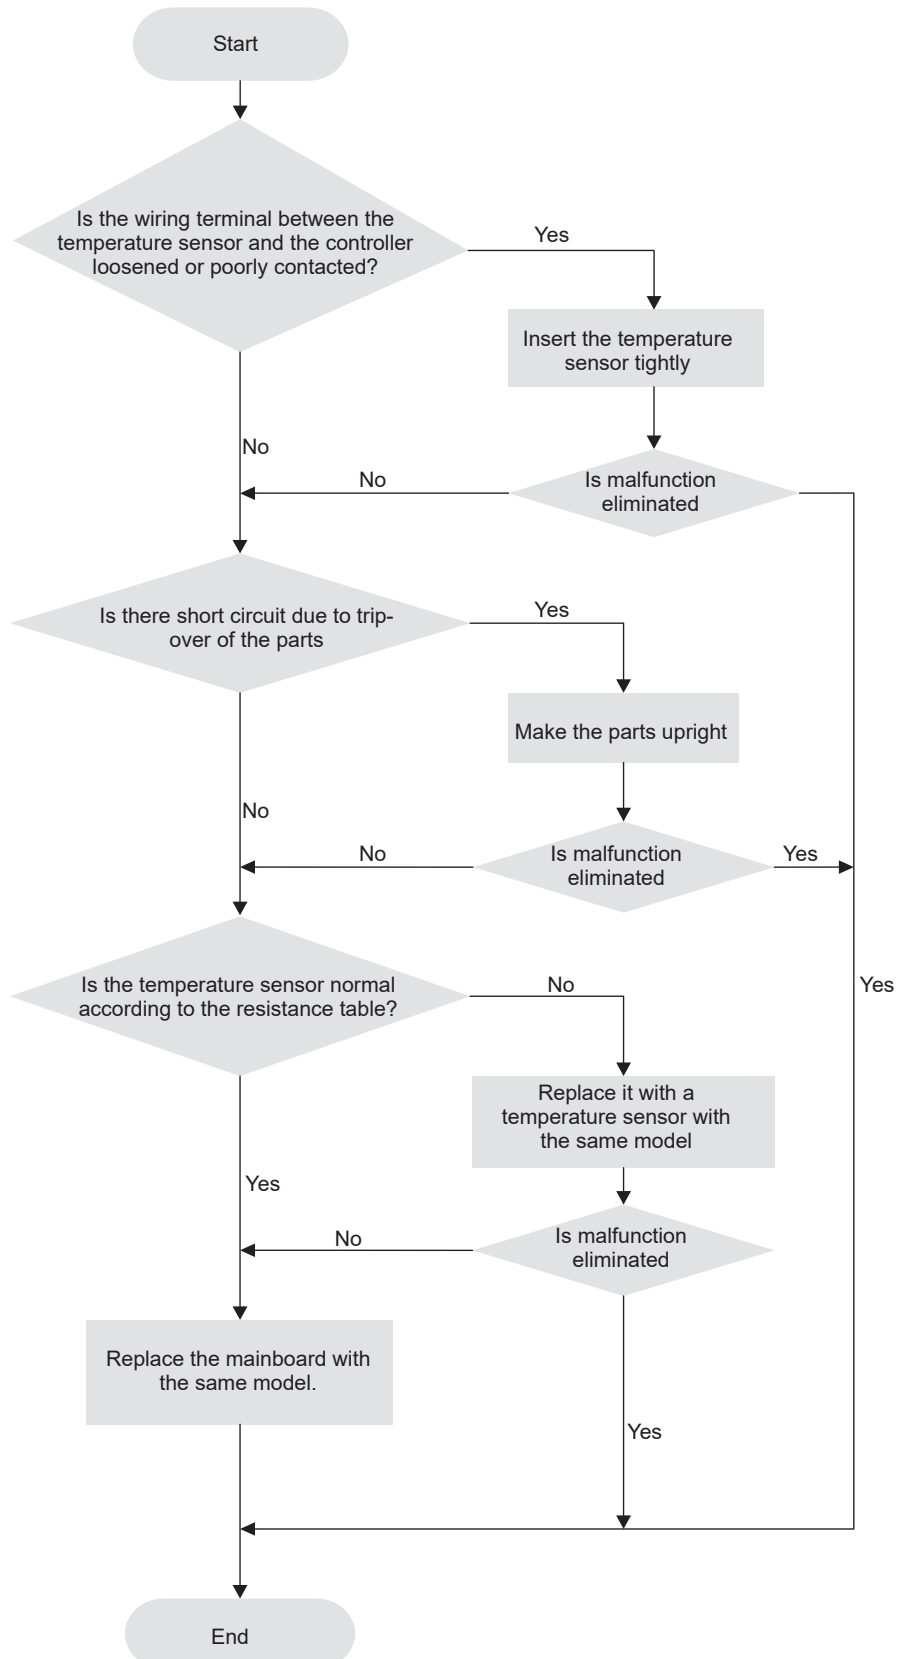 Start
Is the wiring terminal between the
temperature sensor and the controller
loosened or poorly contacted?
Yes
Insert the temperature
sensor tightly
No
No
Is malfunction
eliminated
Is there short circuit due to trip-
over of the parts
Yes
Make the parts upright
No
No
Is malfunction
eliminated
Yes
Is the temperature sensor normal
according to the resistance table?
No
Yes
Replace it with a
temperature sensor with
the same model
Yes
No
Is malfunction
eliminated
Replace the mainboard with
the same model.
Yes
End